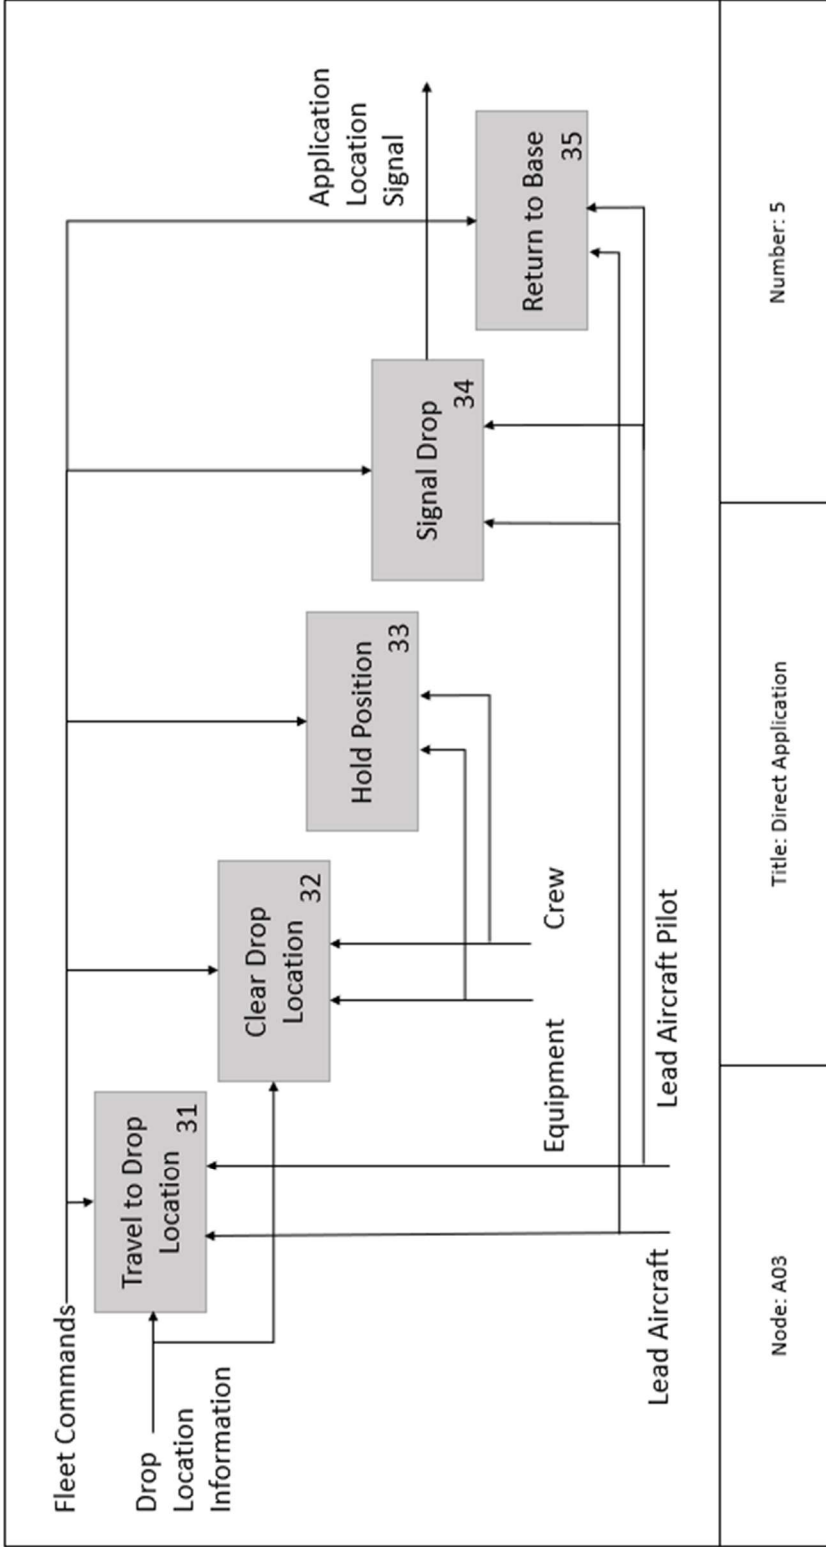 Fleet Commands
Drop
Location
Information
Travel to Drop
Location
31
Clear Drop
Location
32
Hold Position
33
Signal Drop
34
Application
Location
Signal
Return to Base
35
Equipment
Crew
Lead Aircraft
Lead Aircraft Pilot
Node: A03
Title: Direct Application
Number: 5